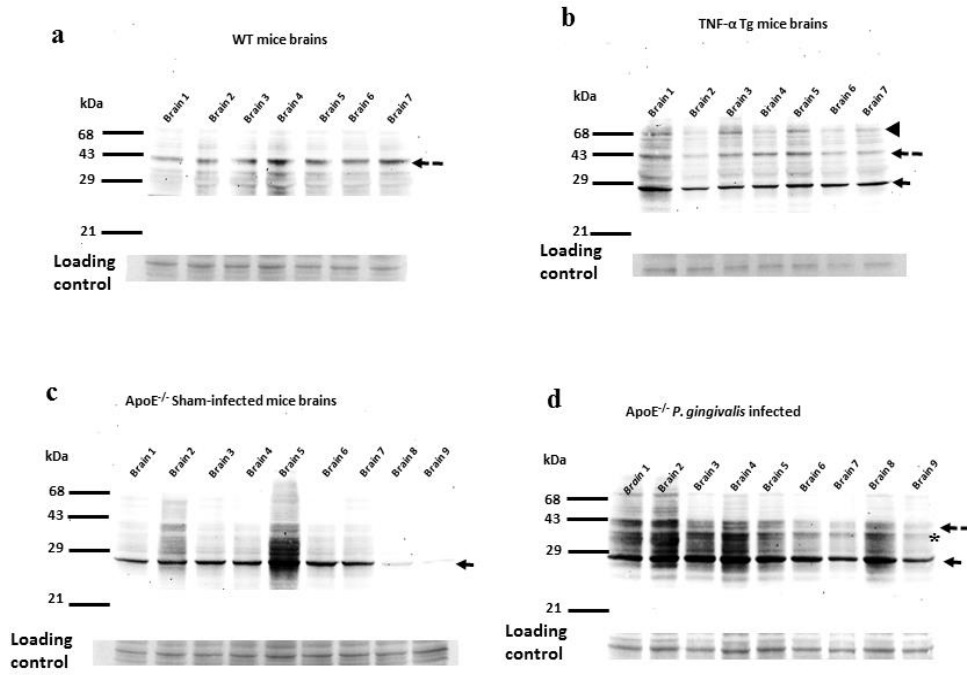 a
WT mice brains
kDa
Brain 1
Brain 2
Brain 3
Brain 4
Brain 5
Brain 6
Brain 7
68
43
29
21
Loading
control
b
TNF-α Tg mice brains
kDa
Brain 1
Brain 2
Brain 3
Brain 4
Brain 5
Brain 6
Brain 7
68
43
29
21
Loading
control
c
ApoE-/- Sham-infected mice brains
kDa
Brain 1
Brain 2
Brain 3
Brain 4
Brain 5
Brain 6
Brain 7
Brain 8
Brain 9
68
43
29
21
Loading
control
d
ApoE-/- P. gingivalis infected
kDa
Brain 1
Brain 2
Brain 3
Brain 4
Brain 5
Brain 6
Brain 7
Brain 8
Brain 9
68
43
29
21
*
Loading
control